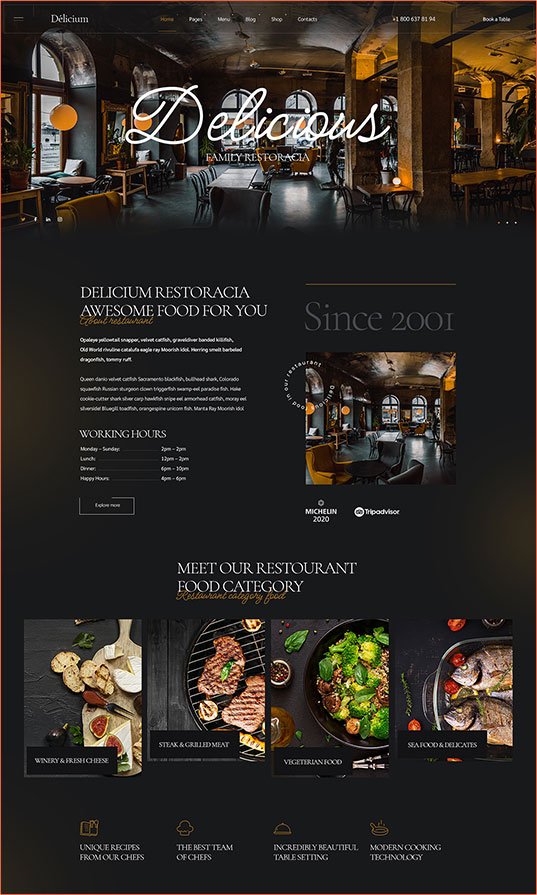 Délicium
Home Pages Menu Blog Shop Contacts
+1 800 637 81 94
Book a Table
Delicious
FAMILY RESTORACIA
DELICIUM RESTORACIA
AWESOME FOOD FOR YOU
About restaurant
Opaleye yellowtail snapper, velvet catfish, graveldiver banded killifish,
Old World rivuline catalufa eagle ray Moorish idol. Herring smelt barbeled
dragonfish, tommy ruff.
Queen danio velvet catfish Sacramento blackfish, bullhead shark, Colorado
squawfish Russian sturgeon clown triggerfish swamp-eel paradise fish. Hake
cookie-cutter shark silver carp hawkfish snipe eel armorhead catfish, moray eel
silverside! Bluegill toadfish, orangespine unicorn fish. Manta Ray Moorish idol
WORKING HOURS
Monday – Sunday: 2pm – 2pm
Lunch: 12pm – 2pm
Dinner: 6pm – 10pm
Happy Hours: 4pm – 6pm
Explore more
Since 2001
Delicious food in our restaurant
MICHELIN
2020
Tripadvisor
MEET OUR RESTOURANT
FOOD CATEGORY
Restaurant category food
WINERY & FRESH CHEESE
STEAK & GRILLED MEAT
VEGETERIAN FOOD
SEA FOOD & DELICATES
UNIQUE RECIPES
FROM OUR CHEFS
THE BEST TEAM
OF CHEFS
INCREDIBLY BEAUTIFUL
TABLE SETTING
MODERN COOKING
TECHNOLOGY